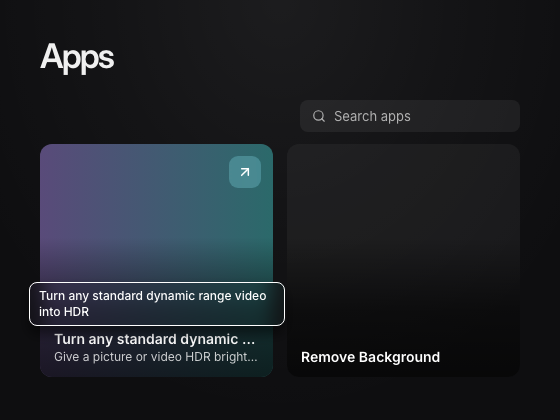 Apps
Search apps
Turn any standard dynamic range video
into HDR
Turn any standard dynamic ...
Give a picture or video HDR bright...
Remove Background